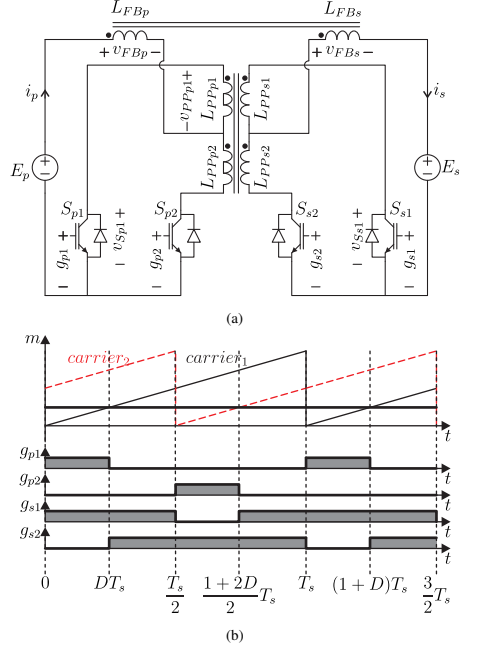 L_{FBp} L_{FBs}
+ v_{FBp} − + v_{FBs} −
i_p − v_{PPp1} + L_{PPp1} L_{PPs1} i_s
E_p + − L_{PPp2} L_{PPs2} + − E_s
S_{p1} S_{p2} S_{s2} S_{s1}
+ g_{p1} − + v_{Sp1} − + g_{p2} − + g_{s2} − + v_{Ss1} − + g_{s1} −
(a)
m carrier_2 carrier_1 t
g_{p1} t
g_{p2} t
g_{s1} t
g_{s2} t
0 DT_s \frac{T_s}{2} \frac{1+2D}{2}T_s T_s (1+D)T_s \frac{3}{2}T_s
(b)